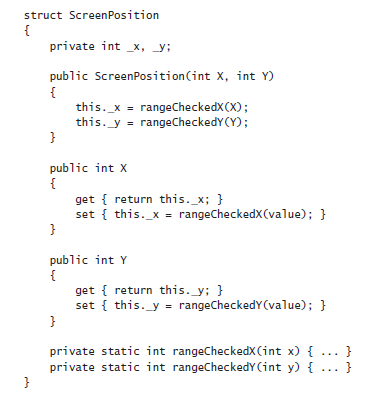 struct ScreenPosition
{
    private int _x, _y;

    public ScreenPosition(int X, int Y)
    {
        this._x = rangeCheckedX(X);
        this._y = rangeCheckedY(Y);
    }

    public int X
    {
        get { return this._x; }
        set { this._x = rangeCheckedX(value); }
    }

    public int Y
    {
        get { return this._y; }
        set { this._y = rangeCheckedY(value); }
    }

    private static int rangeCheckedX(int x) { ... }
    private static int rangeCheckedY(int y) { ... }
}